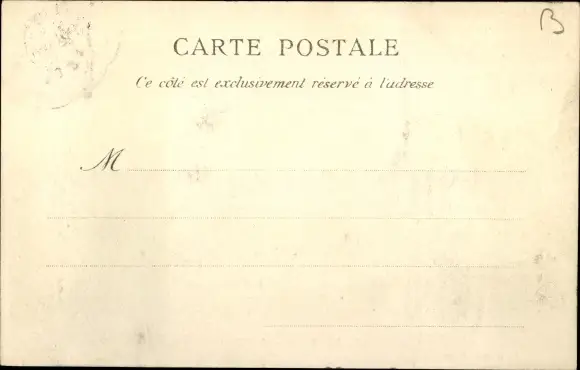 B
CARTE POSTALE
Ce côté est exclusivement réservé à l'adresse
M